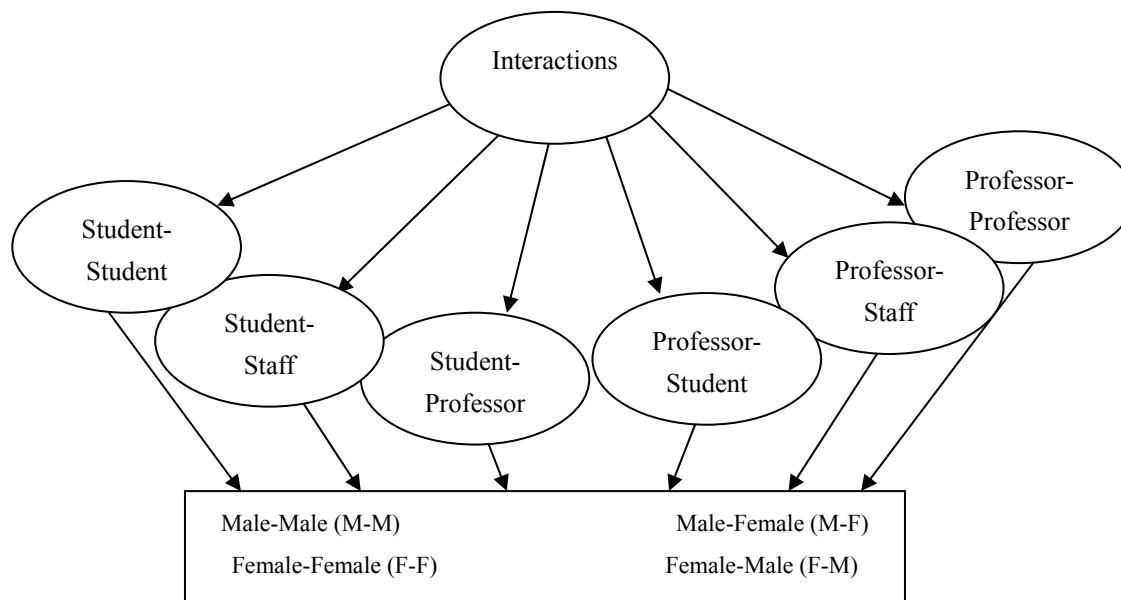 Interactions
Student-
Student
Student-
Staff
Student-
Professor
Professor-
Student
Professor-
Staff
Professor-
Professor
Male-Male (M-M)
Male-Female (M-F)
Female-Female (F-F)
Female-Male (F-M)